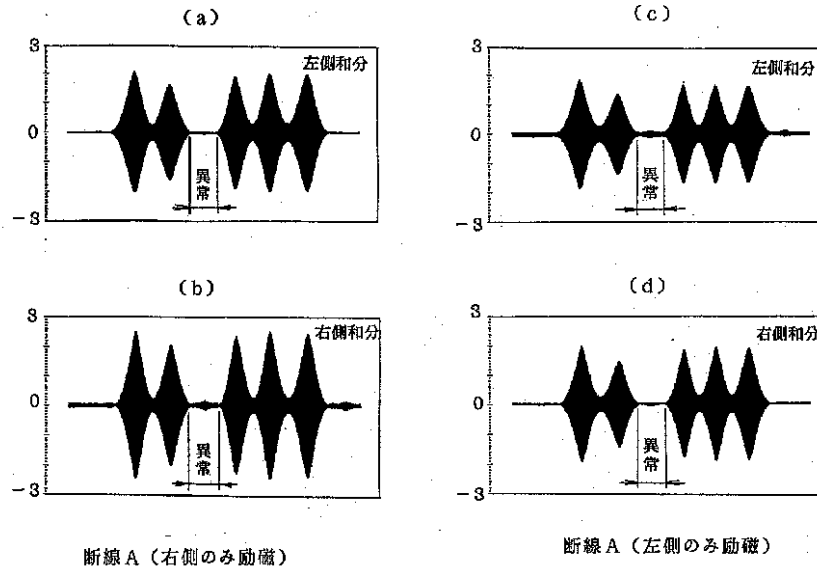 (a)
3
左側和分
0
異常
-3
(b)
3
右側和分
0
異常
-3
断線A(右側のみ励磁)
(c)
3
左側和分
0
異常
-3
(d)
3
右側和分
0
異常
-3
断線A(左側のみ励磁)